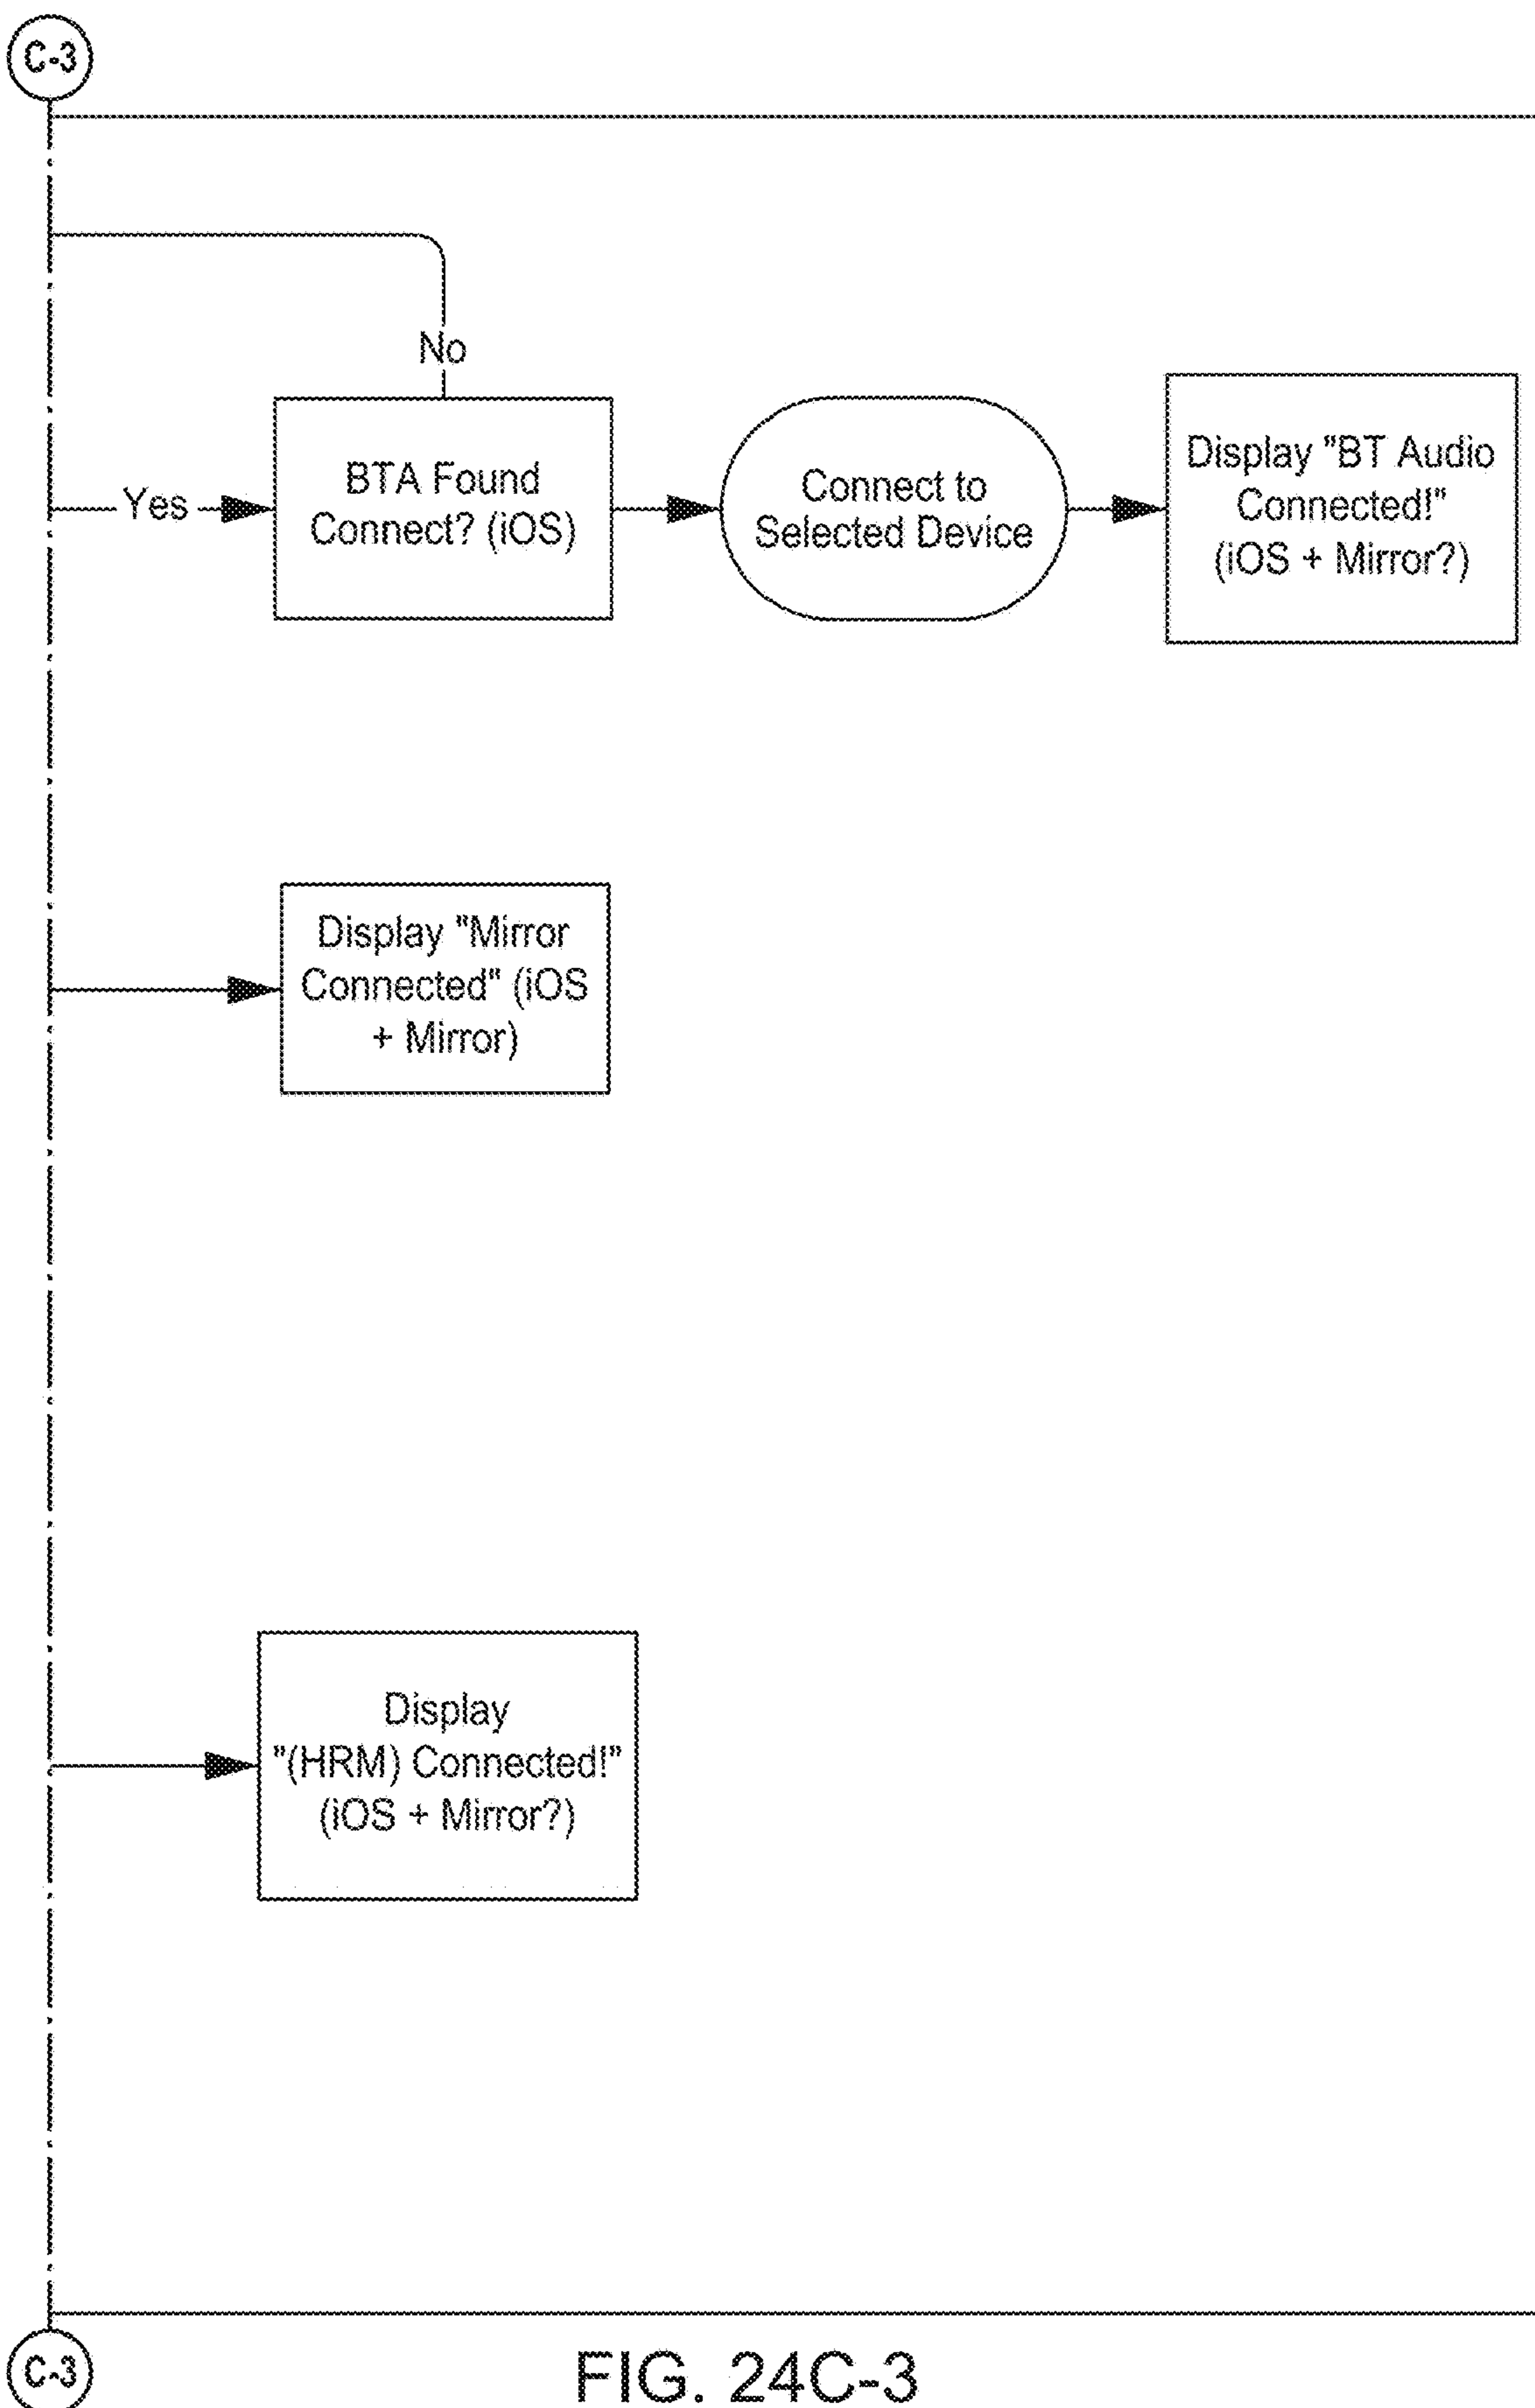 C-3
No
Yes
BTA Found
Connect? (iOS)
Connect to
Selected Device
Display "BT Audio
Connected!"
(iOS + Mirror?)
Display "Mirror
Connected" (iOS
+ Mirror)
Display
"(HRM) Connected!"
(iOS + Mirror?)
C-3
FIG. 24C-3